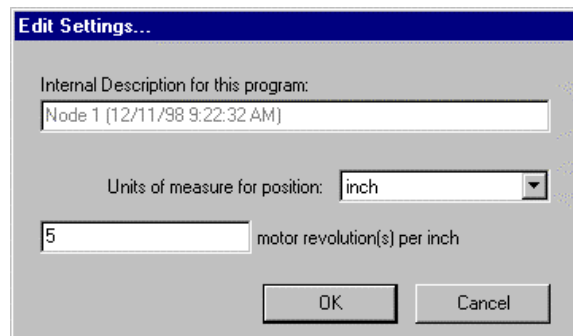 Edit Settings...
Internal Description for this program:
Node 1 (12/11/98 9:22:32 AM)
Units of measure for position: inch
5 motor revolution(s) per inch
OK Cancel